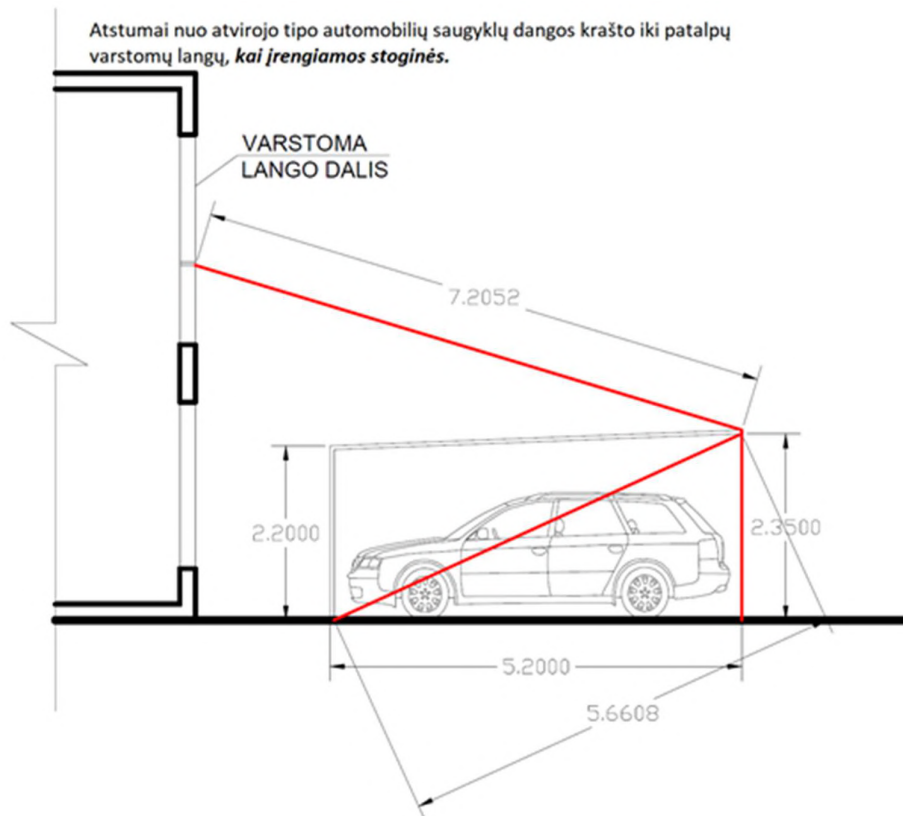 Atstumai nuo atvirojo tipo automobilių saugyklų dangos krašto iki patalpų
varstomų langų, kai įrengiamos stoginės.
VARSTOMA
LANGO DALIS
7.2052
2.2000
2.3500
5.2000
5.6608